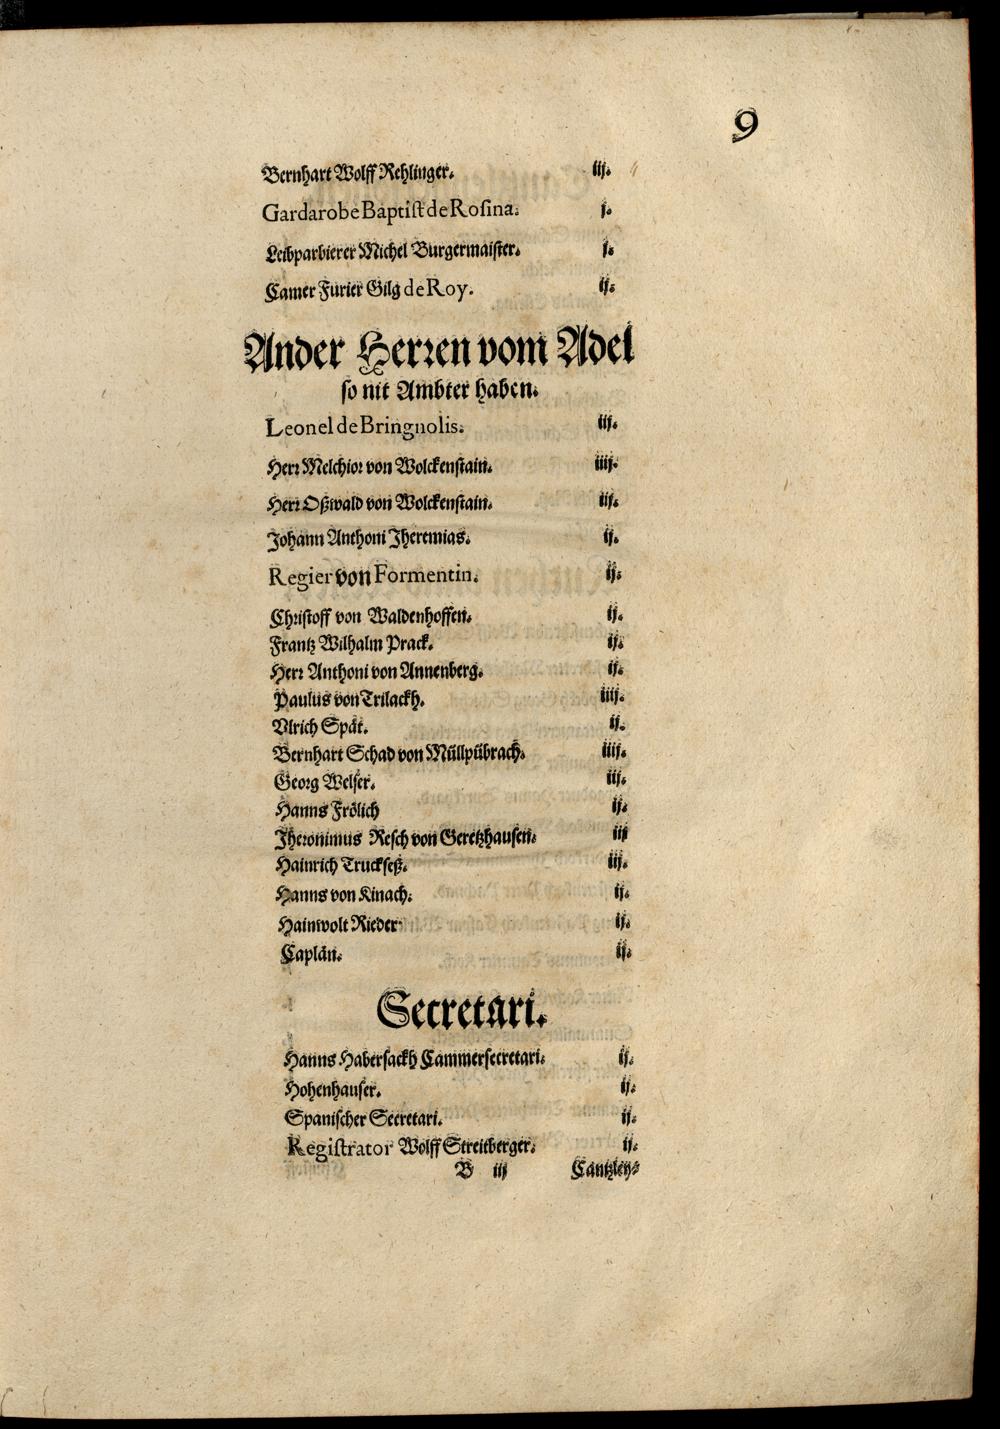 9
Bernhart Wolff Rehlinger. iij.
Gardarobe Baptist de Rosina. j.
Leibparbierer Michel Burgermaister. j.
Camer Furier Gilg de Roy. ij.
Ander Herren vom Adel
so nit Ambter haben.
Leonel de Bringnolis. iij.
Herr Melchior von Wolckenstain. iiij.
Herr Oßwald von Wolckenstain. iij.
Johann Anthoni Jheremias. ij.
Regier von Formentin. ij.
Christoff von Waldenhoffen. ij.
Frantz Wilhalm Prack. ij.
Herr Anthoni von Annenberg. ij.
Paulus von Trilackh. iiij.
Vlrich Spät. ij.
Bernhart Schad von Müllpübrach. iiij.
Georg Welser. iij.
Hanns Frölich ij.
Jheronimus Resch von Geretzhausen. iij
Hainrich Truckseß. iij.
Hanns von Kinach. ij.
Hainwolt Rieder ij.
Caplän. ij.
Secretari.
Hanns Habersackh Cammersecretari. ij.
Hohenhauser. ij.
Spanischer Secretari. ij.
Registrator Wolff Streitberger. ij.
B iij Cantzley-